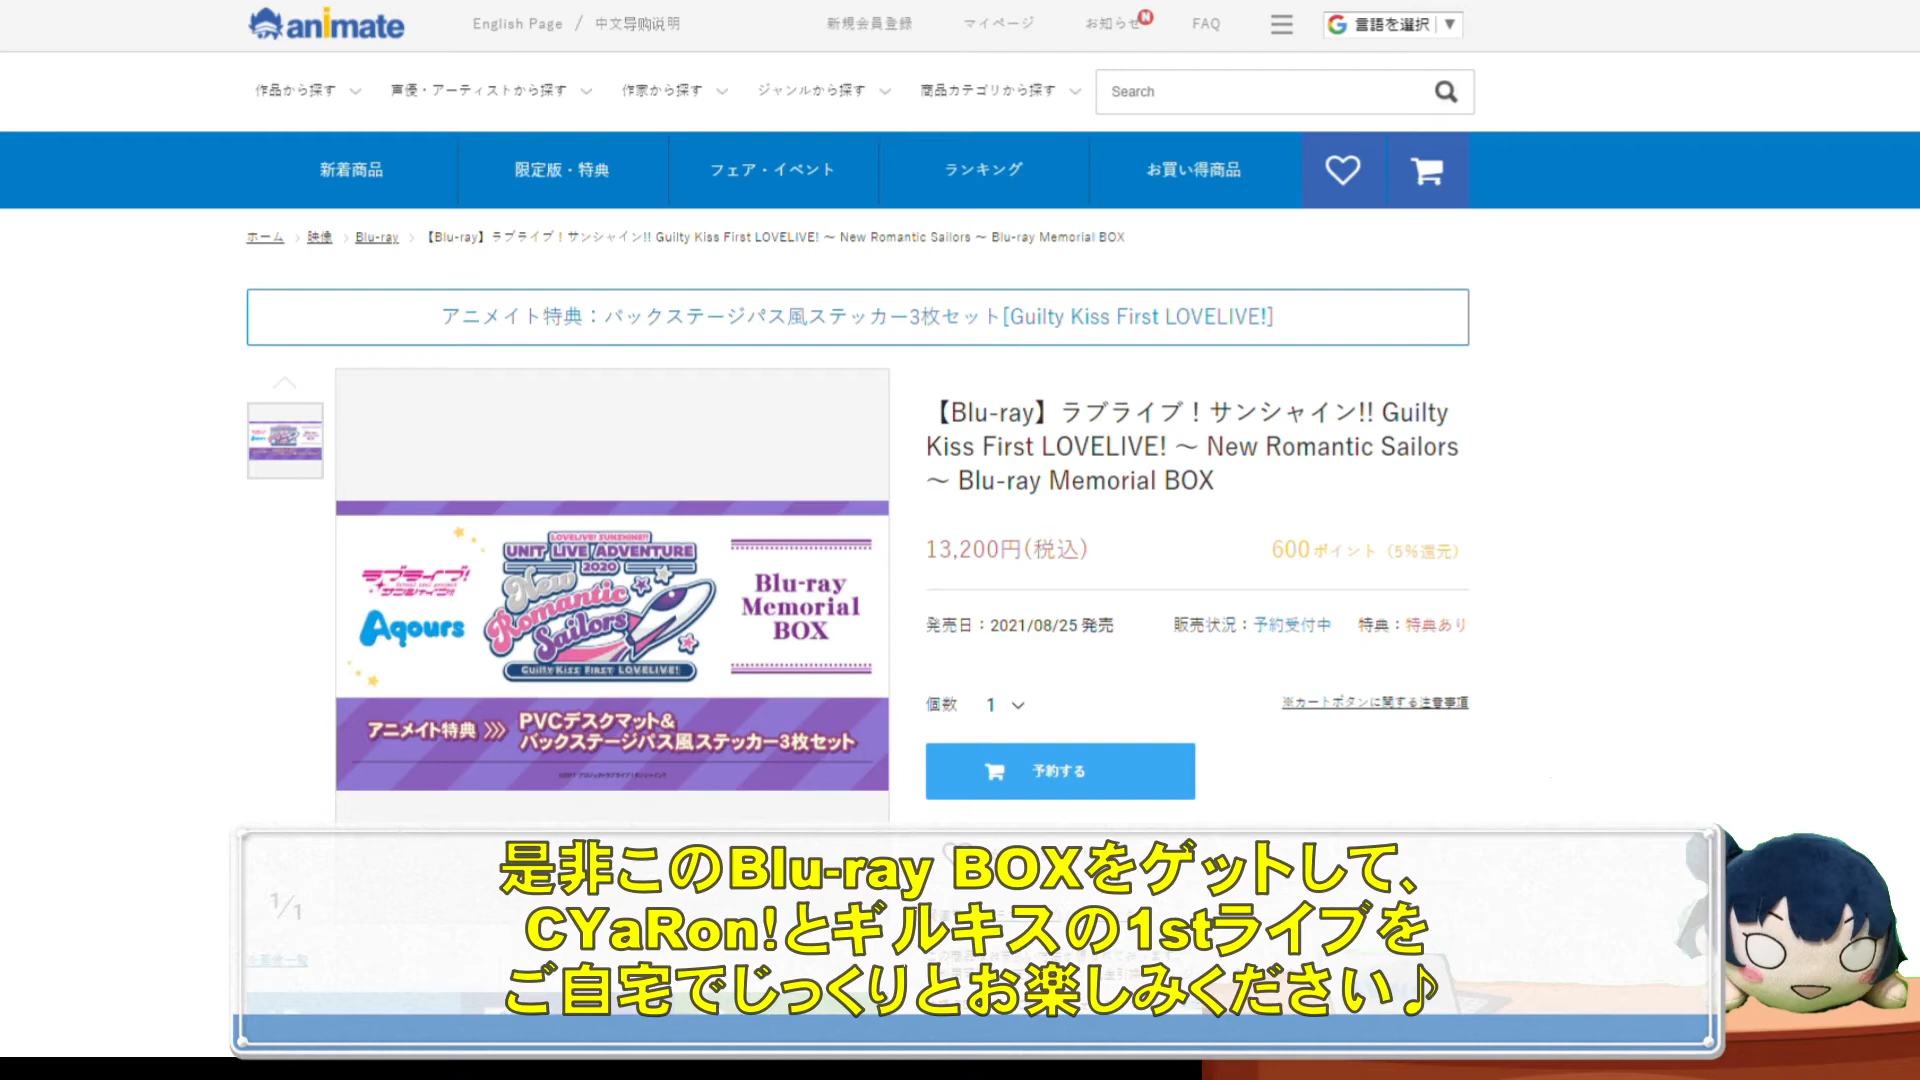 animate
English Page / 中文导购说明
新規会員登録
マイページ
お知らせ
N
FAQ
言語を選択 ▼
作品から探す
声優・アーティストから探す
作家から探す
ジャンルから探す
商品カテゴリから探す
Search
新着商品
限定版・特典
フェア・イベント
ランキング
お買い得商品
ホーム > 映像 > Blu-ray > 【Blu-ray】ラブライブ！サンシャイン!! Guilty Kiss First LOVELIVE! ～ New Romantic Sailors ～ Blu-ray Memorial BOX
アニメイト特典：バックステージパス風ステッカー3枚セット[Guilty Kiss First LOVELIVE!]
ラブライブ!
サンシャイン!!
Aqours
LOVELIVE! SUNSHINE!!
UNIT LIVE ADVENTURE
2020
New
Romantic
Sailors
GUILTY KISS FIRST LOVELIVE!
Blu-ray
Memorial
BOX
アニメイト特典 》》 PVCデスクマット&
バックステージパス風ステッカー3枚セット
【Blu-ray】ラブライブ！サンシャイン!! Guilty
Kiss First LOVELIVE! ～ New Romantic Sailors
～ Blu-ray Memorial BOX
13,200円(税込)
600ポイント（5%還元）
発売日：2021/08/25 発売
販売状況：予約受付中
特典：特典あり
個数 1
※カートボタンに関する注意事項
予約する
1/1
是非このBlu-ray BOXをゲットして、
CYaRon!とギルキスの1stライブを
ご自宅でじっくりとお楽しみください♪